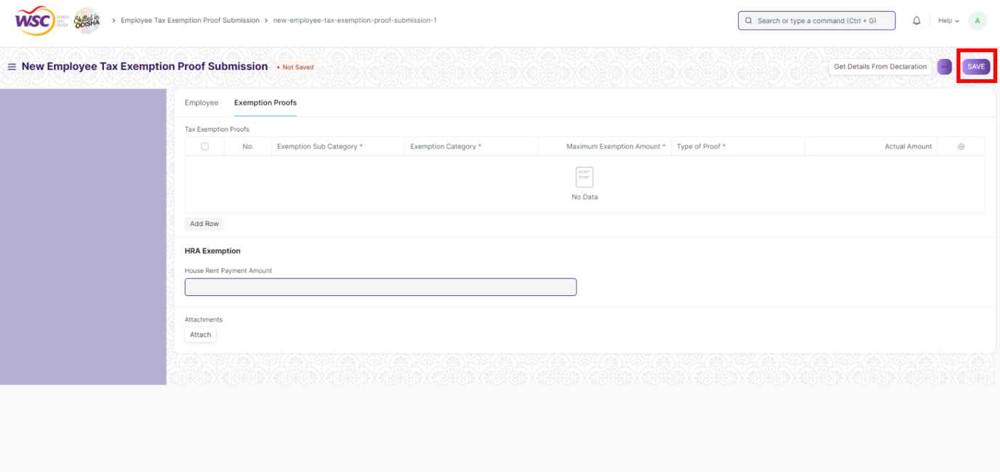 WSC WORLD SKILL CENTER Skilled in ODISHA > Employee Tax Exemption Proof Submission > new-employee-tax-exemption-proof-submission-1 Search or type a command (Ctrl + G) Help A
New Employee Tax Exemption Proof Submission • Not Saved Get Details From Declaration ... SAVE
Employee Exemption Proofs
Tax Exemption Proofs
No. Exemption Sub Category * Exemption Category * Maximum Exemption Amount * Type of Proof * Actual Amount
No Data
Add Row
HRA Exemption
House Rent Payment Amount
Attachments
Attach